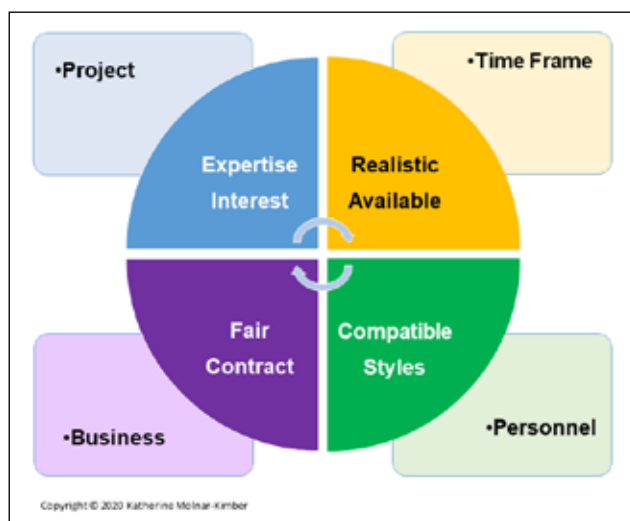 •Project
•Time Frame
Expertise
Interest
Realistic
Available
Fair
Contract
Compatible
Styles
•Business
•Personnel
Copyright © 2020 Katherine Molnar-Kimber